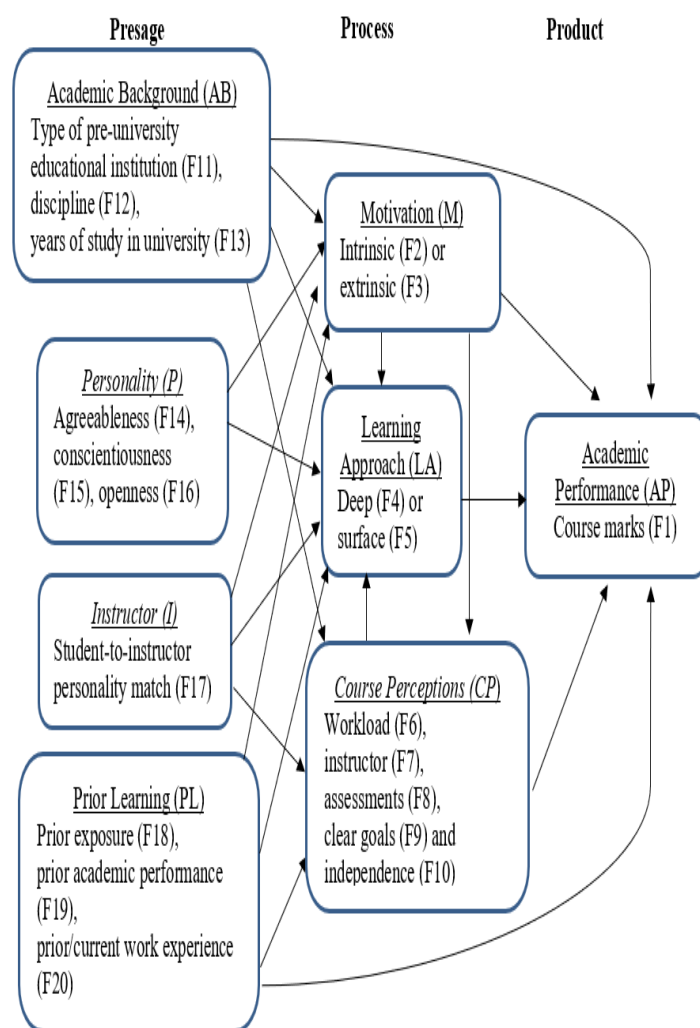 Presage
Process
Product
Academic Background (AB)
Type of pre-university
educational institution (F11),
discipline (F12),
years of study in university (F13)
Personality (P)
Agreeableness (F14),
conscientiousness
(F15), openness (F16)
Instructor (I)
Student-to-instructor
personality match (F17)
Prior Learning (PL)
Prior exposure (F18),
prior academic performance
(F19),
prior/current work experience
(F20)
Motivation (M)
Intrinsic (F2) or
extrinsic (F3)
Learning
Approach (LA)
Deep (F4) or
surface (F5)
Course Perceptions (CP)
Workload (F6),
instructor (F7),
assessments (F8),
clear goals (F9) and
independence (F10)
Academic
Performance (AP)
Course marks (F1)